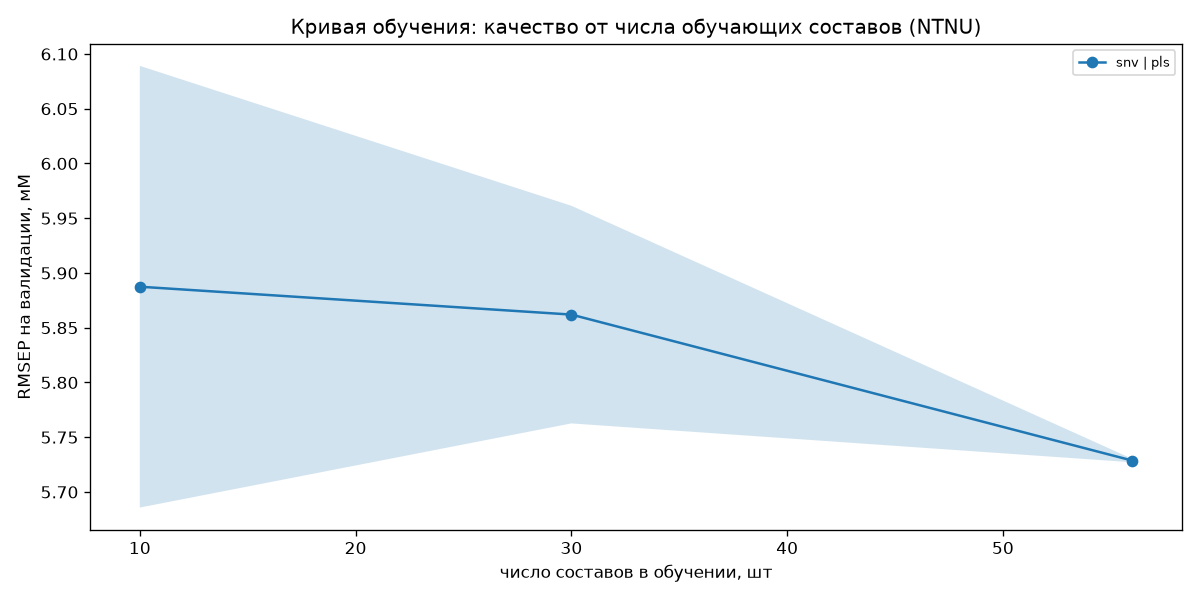 Кривая обучения: качество от числа обучающих составов (NTNU)
snv | pls
RMSEP на валидации, мМ
6.10
6.05
6.00
5.95
5.90
5.85
5.80
5.75
5.70
10 20 30 40 50
число составов в обучении, шт